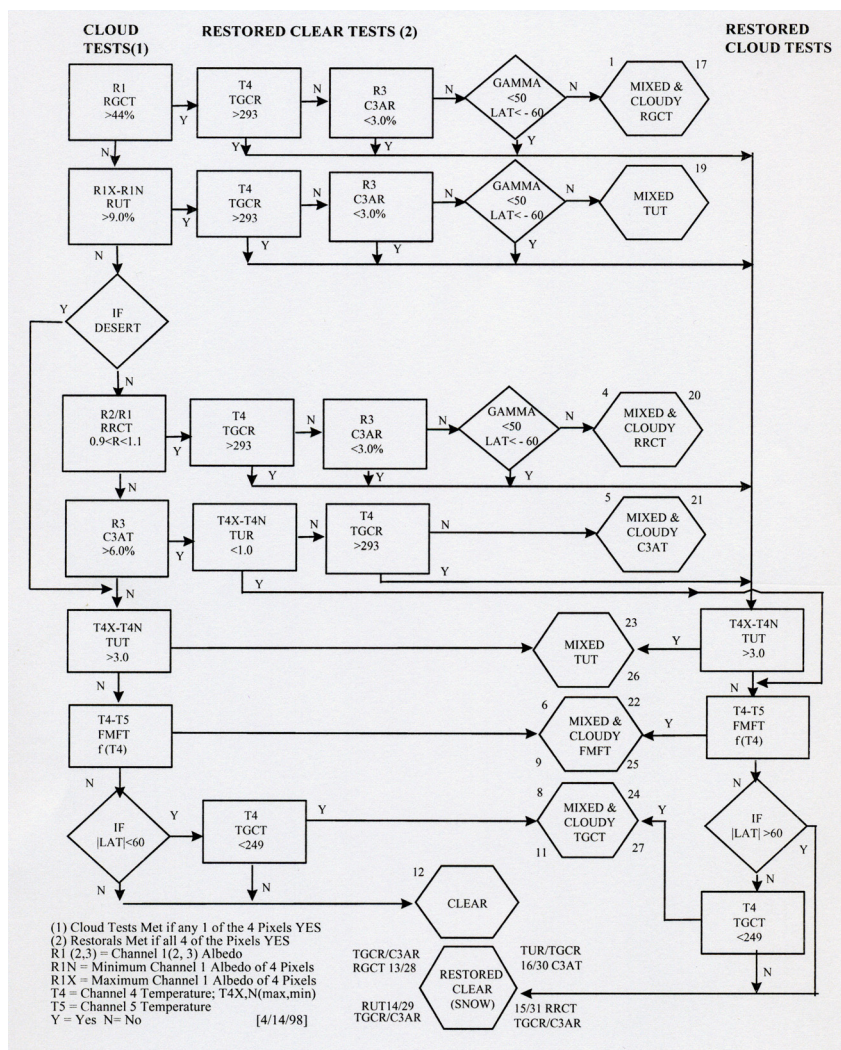 CLOUD
TESTS(1)
RESTORED CLEAR TESTS (2)
RESTORED
CLOUD TESTS
R1
RGCT
>44%
Y
N
T4
TGCR
>293
N
Y
R3
C3AR
<3.0%
N
Y
GAMMA
<50
LAT< - 60
N
Y
1
17
MIXED &
CLOUDY
RGCT
R1X-R1N
RUT
>9.0%
Y
N
T4
TGCR
>293
N
Y
R3
C3AR
<3.0%
N
Y
GAMMA
<50
LAT< - 60
N
Y
19
MIXED
TUT
Y
IF
DESERT
N
R2/R1
RRCT
0.9<R<1.1
Y
N
T4
TGCR
>293
N
Y
R3
C3AR
<3.0%
N
Y
GAMMA
<50
LAT< - 60
N
Y
4
20
MIXED &
CLOUDY
RRCT
R3
C3AT
>6.0%
Y
N
T4X-T4N
TUR
<1.0
N
Y
T4
TGCR
>293
N
Y
5
21
MIXED &
CLOUDY
C3AT
T4X-T4N
TUT
>3.0
N
23
MIXED
TUT
26
Y
T4X-T4N
TUT
>3.0
N
T4-T5
FMFT
f (T4)
N
6
22
MIXED &
CLOUDY
FMFT
9
25
Y
T4-T5
FMFT
f (T4)
N
IF
|LAT|<60
Y
N
T4
TGCT
<249
Y
N
8
24
MIXED &
CLOUDY
TGCT
11
27
Y
IF
|LAT| >60
Y
N
T4
TGCT
<249
N
12
CLEAR
(1) Cloud Tests Met if any 1 of the 4 Pixels YES
(2) Restorals Met if all 4 of the Pixels YES
R1 (2,3) = Channel 1(2, 3) Albedo
R1N = Minimum Channel 1 Albedo of 4 Pixels
R1X = Maximum Channel 1 Albedo of 4 Pixels
T4 = Channel 4 Temperature; T4X,N(max,min)
T5 = Channel 5 Temperature
Y = Yes N= No [4/14/98]
TGCR/C3AR
RGCT 13/28
TUR/TGCR
16/30 C3AT
RESTORED
CLEAR
(SNOW)
RUT14/29
TGCR/C3AR
15/31 RRCT
TGCR/C3AR